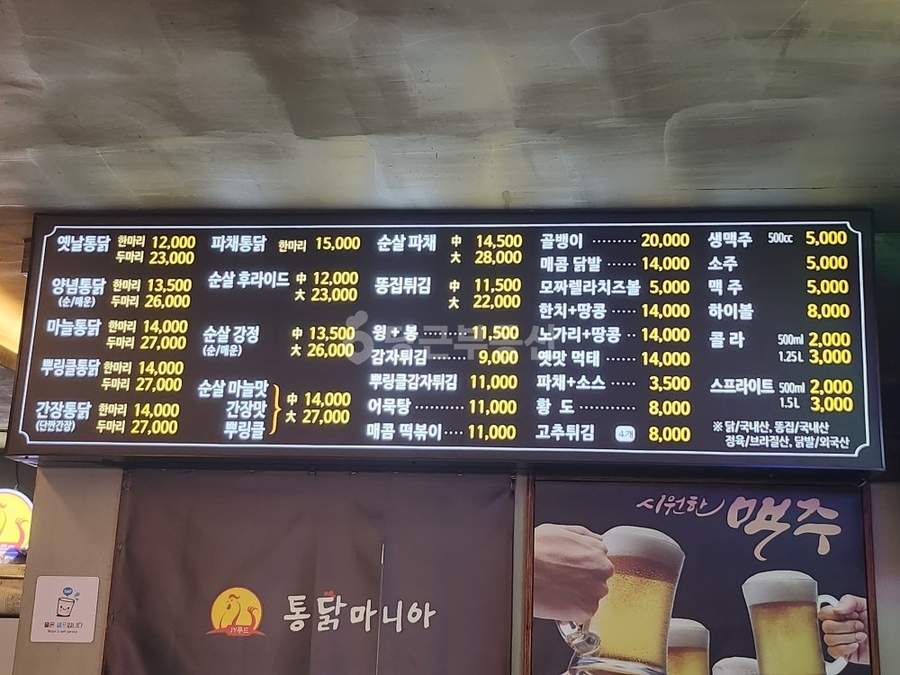 옛날통닭 한마리 12,000
두마리 23,000
양념통닭 한마리 13,500
(순/매운) 두마리 26,000
마늘통닭 한마리 14,000
두마리 27,000
뿌링클통닭 한마리 14,000
두마리 27,000
간장통닭 한마리 14,000
(단짠간장) 두마리 27,000
파채통닭 한마리 15,000
순살 후라이드 中 12,000
大 23,000
순살 강정 中 13,500
(순/매운) 大 26,000
순살 마늘맛
간장맛 中 14,000
뿌링클 大 27,000
순살 파채 中 14,500
大 28,000
똥집튀김 中 11,500
大 22,000
윙+봉 11,500
감자튀김 9,000
뿌링클감자튀김 11,000
어묵탕 11,000
매콤 떡볶이 11,000
골뱅이 20,000
매콤 닭발 14,000
모짜렐라치즈볼 5,000
한치+땅콩 14,000
노가리+땅콩 14,000
옛맛 먹태 14,000
파채+소스 3,500
황 도 8,000
고추튀김 4개 8,000
생맥주 500cc 5,000
소주 5,000
맥 주 5,000
하이볼 8,000
콜 라 500ml 2,000
1.25L 3,000
스프라이트 500ml 2,000
1.5L 3,000
※ 닭/국내산, 똥집/국내산
정육/브라질산, 닭발/외국산
시원한 맥주
JY푸드
통닭마니아
물은 셀프입니다
Water is self-service